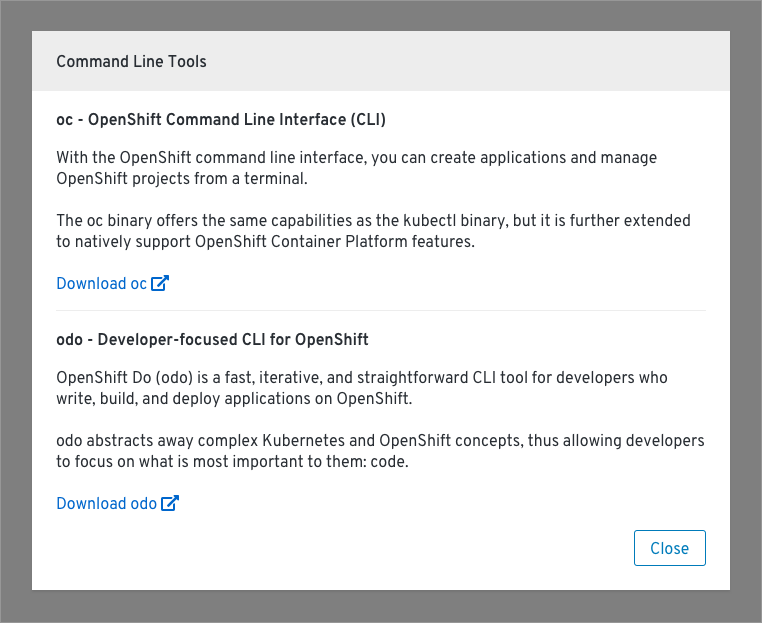 Command Line Tools
oc - OpenShift Command Line Interface (CLI)
With the OpenShift command line interface, you can create applications and manage
OpenShift projects from a terminal.
The oc binary offers the same capabilities as the kubectl binary, but it is further extended
to natively support OpenShift Container Platform features.
Download oc
odo - Developer-focused CLI for OpenShift
OpenShift Do (odo) is a fast, iterative, and straightforward CLI tool for developers who
write, build, and deploy applications on OpenShift.
odo abstracts away complex Kubernetes and OpenShift concepts, thus allowing developers
to focus on what is most important to them: code.
Download odo
Close